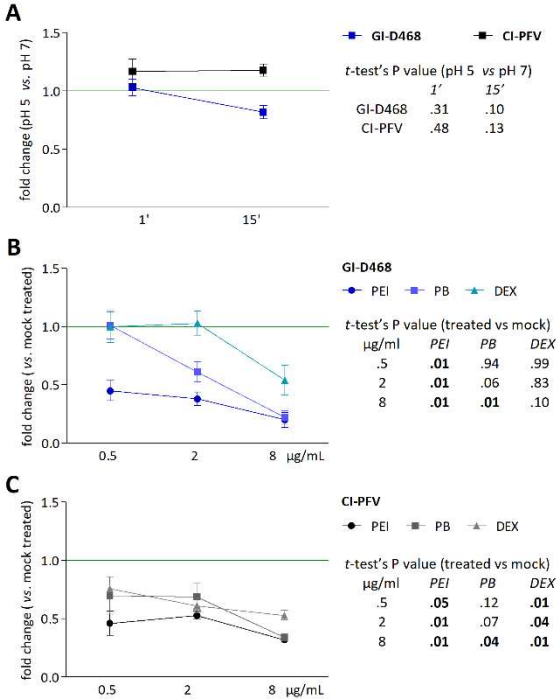 A
fold change (pH 5 vs. pH 7)
1.5
1.0
0.5
0.0
1'
15'
GI-D468
CI-PFV
t-test's P value (pH 5 vs pH 7)
1' 15'
GI-D468 .31 .10
CI-PFV .48 .13
B
fold change ( vs. mock treated)
1.5
1.0
0.5
0.0
0.5 2 8 µg/mL
GI-D468
PEI PB DEX
t-test's P value (treated vs mock)
µg/ml PEI PB DEX
.5 .01 .94 .99
2 .01 .06 .83
8 .01 .01 .10
C
fold change ( vs. mock treated)
1.5
1.0
0.5
0.0
0.5 2 8 µg/mL
CI-PFV
PEI PB DEX
t-test's P value (treated vs mock)
µg/ml PEI PB DEX
.5 .05 .12 .01
2 .01 .07 .04
8 .01 .04 .01